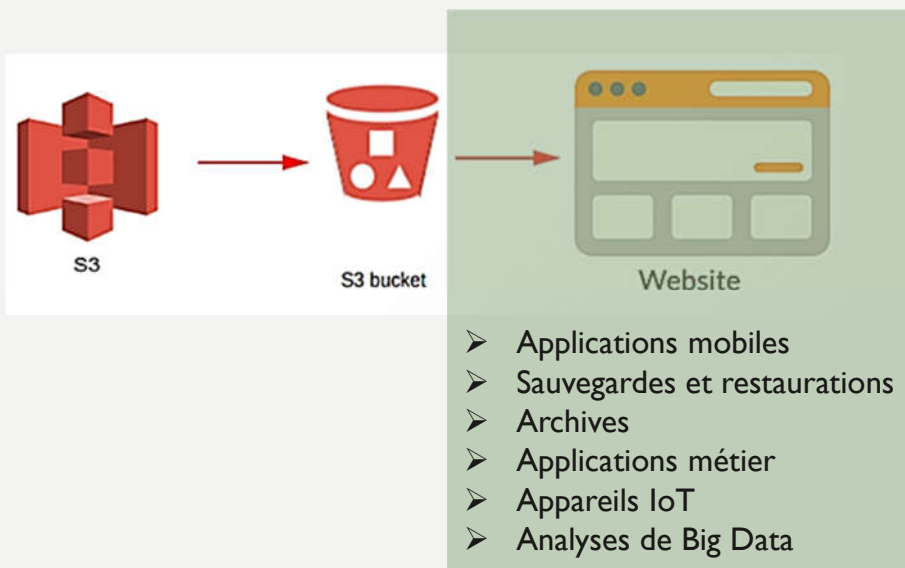 S3
S3 bucket
Website
➢ Applications mobiles
➢ Sauvegardes et restaurations
➢ Archives
➢ Applications métier
➢ Appareils IoT
➢ Analyses de Big Data